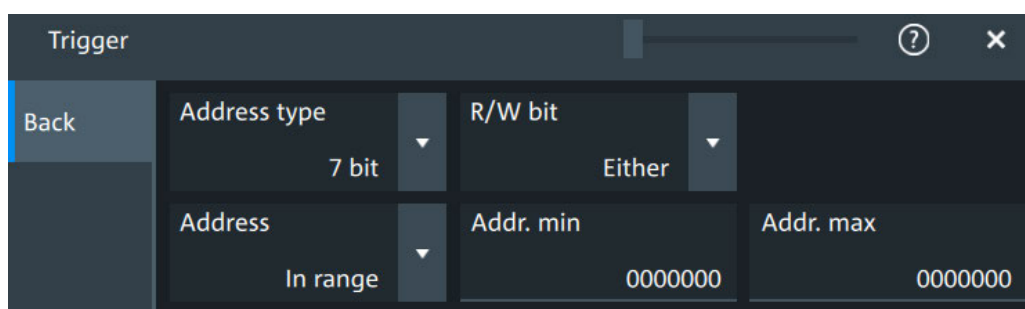 Trigger
?
Back
Address type
7 bit
R/W bit
Either
Address
In range
Addr. min
0000000
Addr. max
0000000